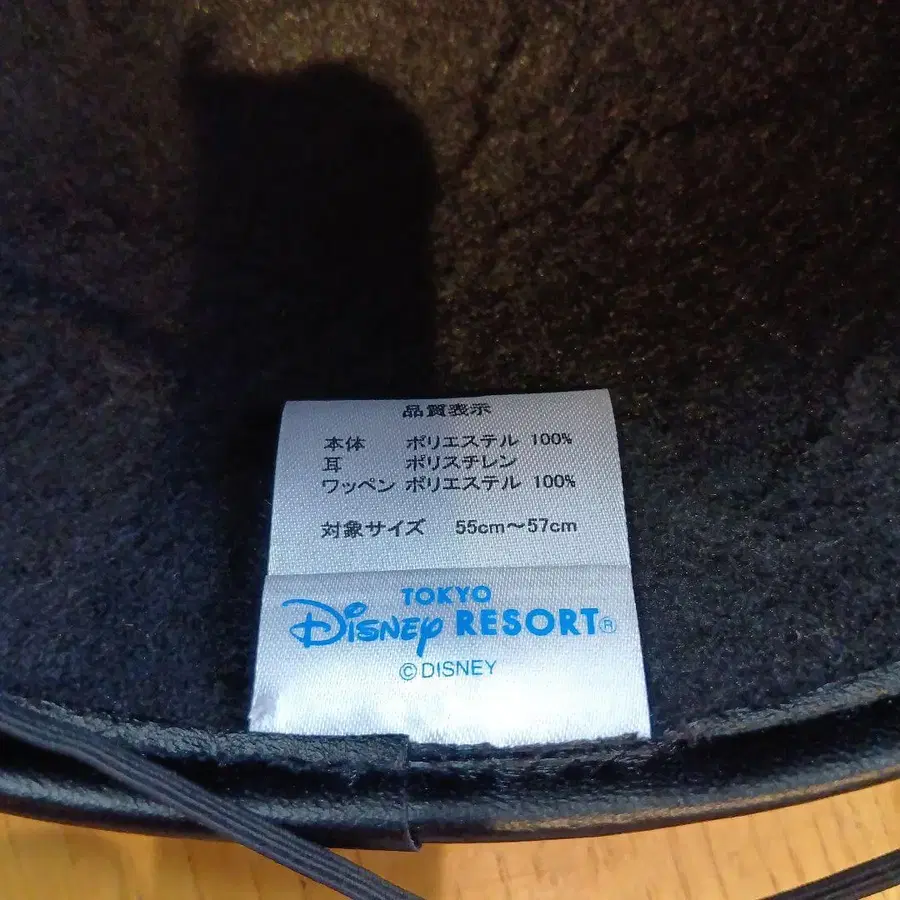 品質表示
本体 ポリエステル 100%
耳 ポリスチレン
ワッペン ポリエステル 100%
対象サイズ 55cm～57cm
TOKYO
Disney RESORT®
©DISNEY